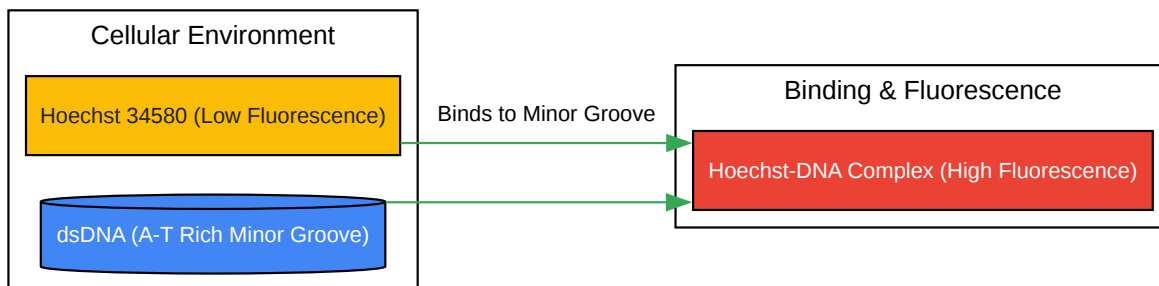 Cellular Environment
Hoechst 34580 (Low Fluorescence)
dsDNA (A-T Rich Minor Groove)
Binds to Minor Groove
Binding & Fluorescence
Hoechst-DNA Complex (High Fluorescence)